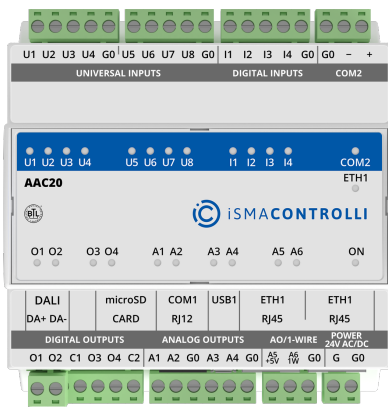 U1 U2 U3 U4 G0 U5 U6 U7 U8 G0 I1 I2 I3 I4 G0 G0 − +
UNIVERSAL INPUTS DIGITAL INPUTS COM2
U1 U2 U3 U4 U5 U6 U7 U8 I1 I2 I3 I4 COM2
AAC20 ETH1
BTL iSMACONTROLLI
O1 O2 O3 O4 A1 A2 A3 A4 A5 A6 ON
DALI microSD COM1 USB1 ETH1 ETH1
DA+ DA- CARD RJ12 RJ45 RJ45
DIGITAL OUTPUTS ANALOG OUTPUTS AO/1-WIRE POWER
24V AC/DC
O1 O2 C1 O3 O4 C2 A1 A2 G0 A3 A4 G0 A5 A6 G0 G G0
+5V 1W